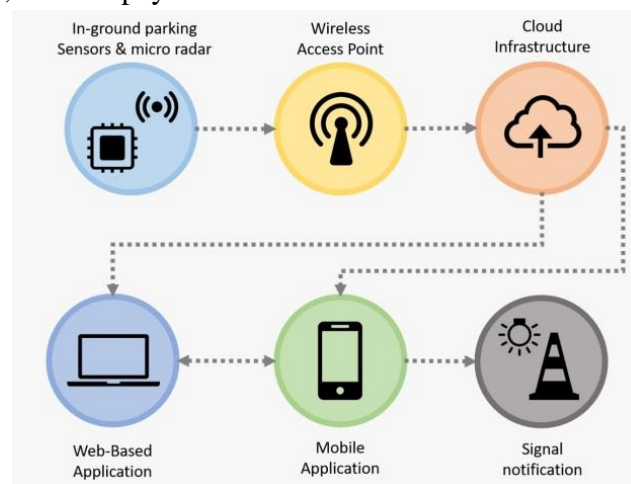 In-ground parking
Sensors & micro radar
Wireless
Access Point
Cloud
Infrastructure
Web-Based
Application
Mobile
Application
Signal
notification